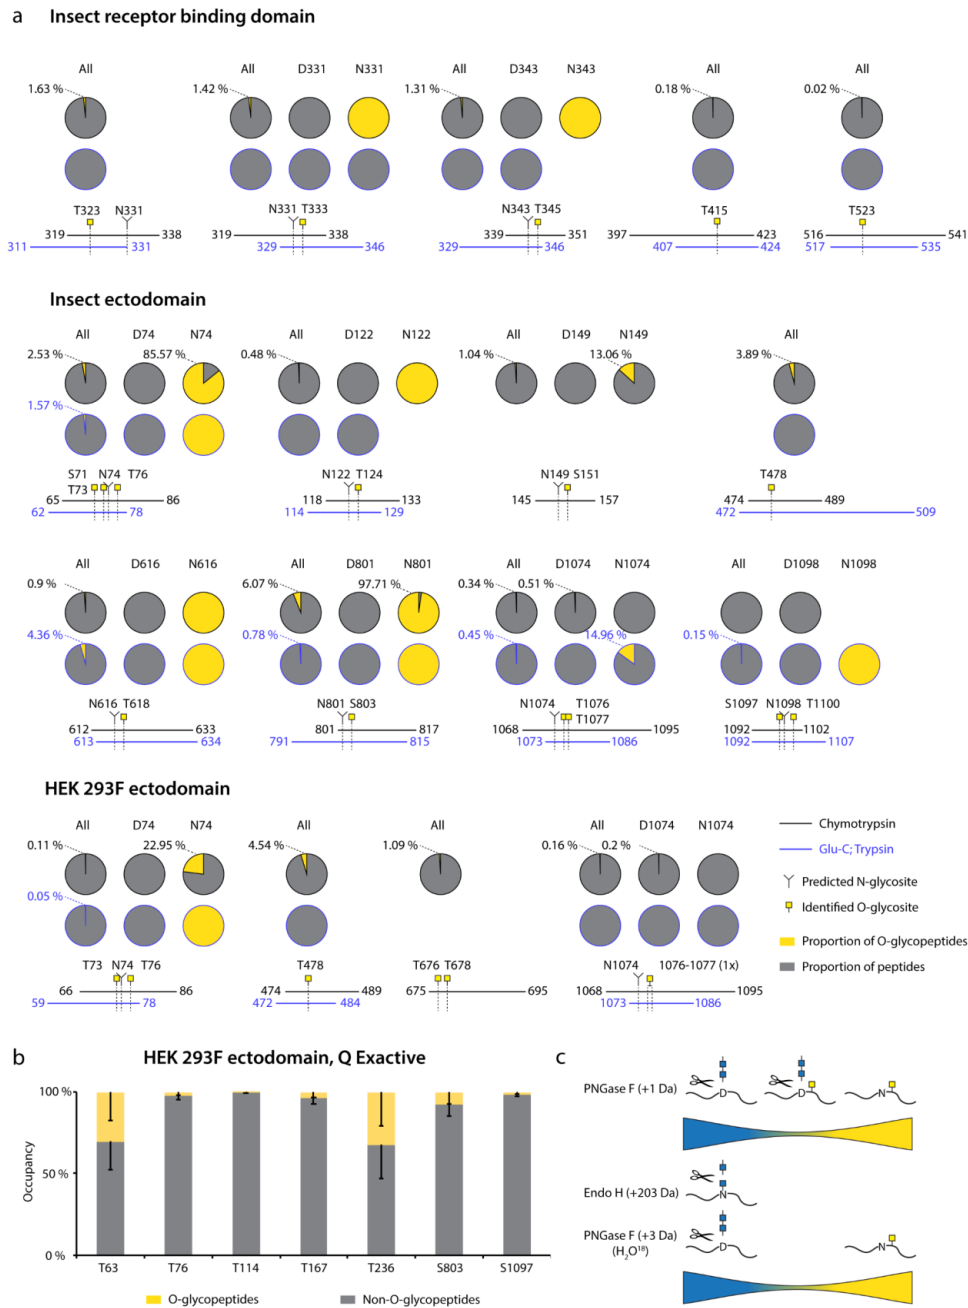 a
Insect receptor binding domain
All
All D331 N331
All D343 N343
All
All
1.63 %
1.42 %
1.31 %
0.18 %
0.02 %
T323 N331
N331 T333
N343 T345
T415
T523
319 338
319 338
339 351
397 423
516 541
311 331
329 346
329 346
407 424
517 535
Insect ectodomain
All D74 N74
All D122 N122
All D149 N149
All
2.53 % 85.57 %
0.48 %
1.04 % 13.06 %
3.89 %
1.57 %
S71 N74 T76
T73
N122 T124
N149 S151
T478
65 86
118 133
145 157
474 489
62 78
114 129
472 509
All D616 N616
All D801 N801
All D1074 N1074
All D1098 N1098
0.9 %
6.07 % 97.71 %
0.34 % 0.51 %
4.36 %
0.78 %
0.45 % 14.96 %
0.15 %
N616 T618
N801 S803
N1074 T1076
T1077
S1097 N1098 T1100
612 633
801 817
1068 1095
1092 1102
613 634
791 815
1073 1086
1092 1107
HEK 293F ectodomain
All D74 N74
All
All
All D1074 N1074
0.11 % 22.95 %
4.54 %
1.09 %
0.16 % 0.2 %
0.05 %
T73 N74 T76
T478
T676 T678
N1074 1076-1077 (1x)
66 86
474 489
675 695
1068 1095
59 78
472 484
1073 1086
Chymotrypsin
Glu-C; Trypsin
Predicted N-glycosite
Identified O-glycosite
Proportion of O-glycopeptides
Proportion of peptides
b
HEK 293F ectodomain, Q Exactive
100 %
50 %
0 %
Occupancy
T63 T76 T114 T167 T236 S803 S1097
O-glycopeptides
Non-O-glycopeptides
c
PNGase F (+1 Da)
D D N
Endo H (+203 Da)
N
PNGase F (+3 Da)
(H₂O¹⁸)
D N